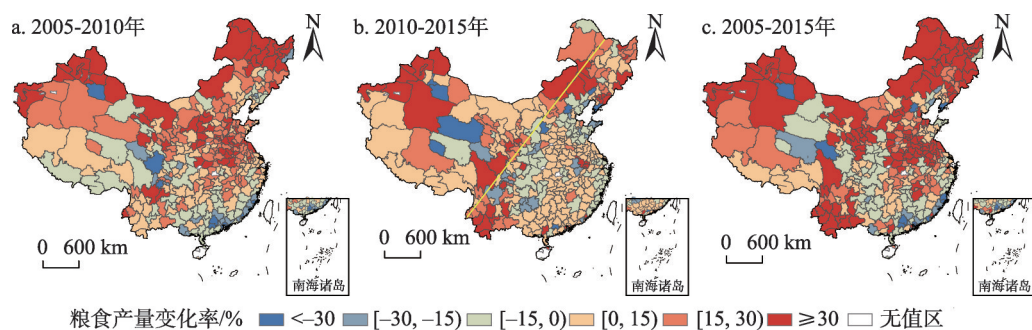 a. 2005-2010年
N
b. 2010-2015年
N
c. 2005-2015年
N
0 600 km
南海诸岛
0 600 km
南海诸岛
0 600 km
南海诸岛
粮食产量变化率/% <–30 [–30, –15) [–15, 0) [0, 15) [15, 30) ≥30 无值区